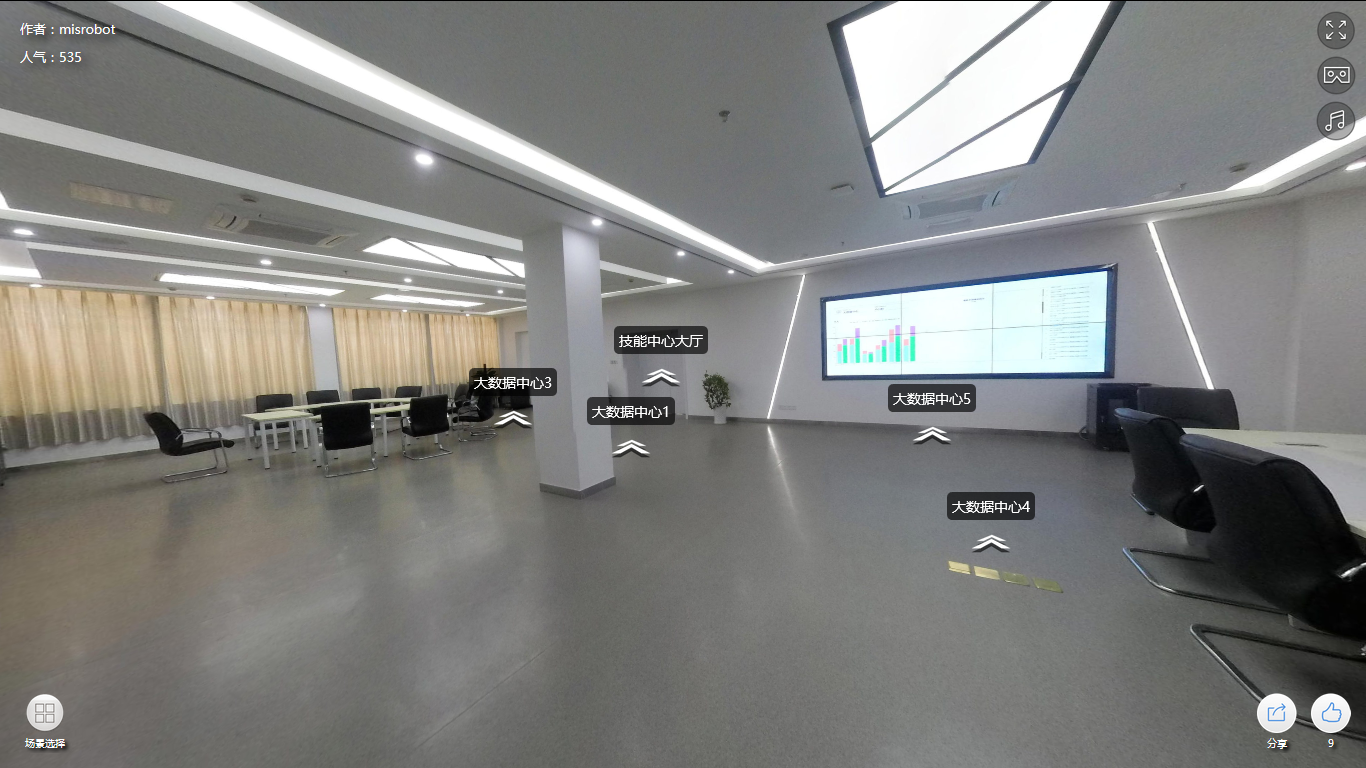 作者：misrobot
人气：535
技能中心大厅
大数据中心3
大数据中心1
大数据中心5
大数据中心4
场景选择
分享
9